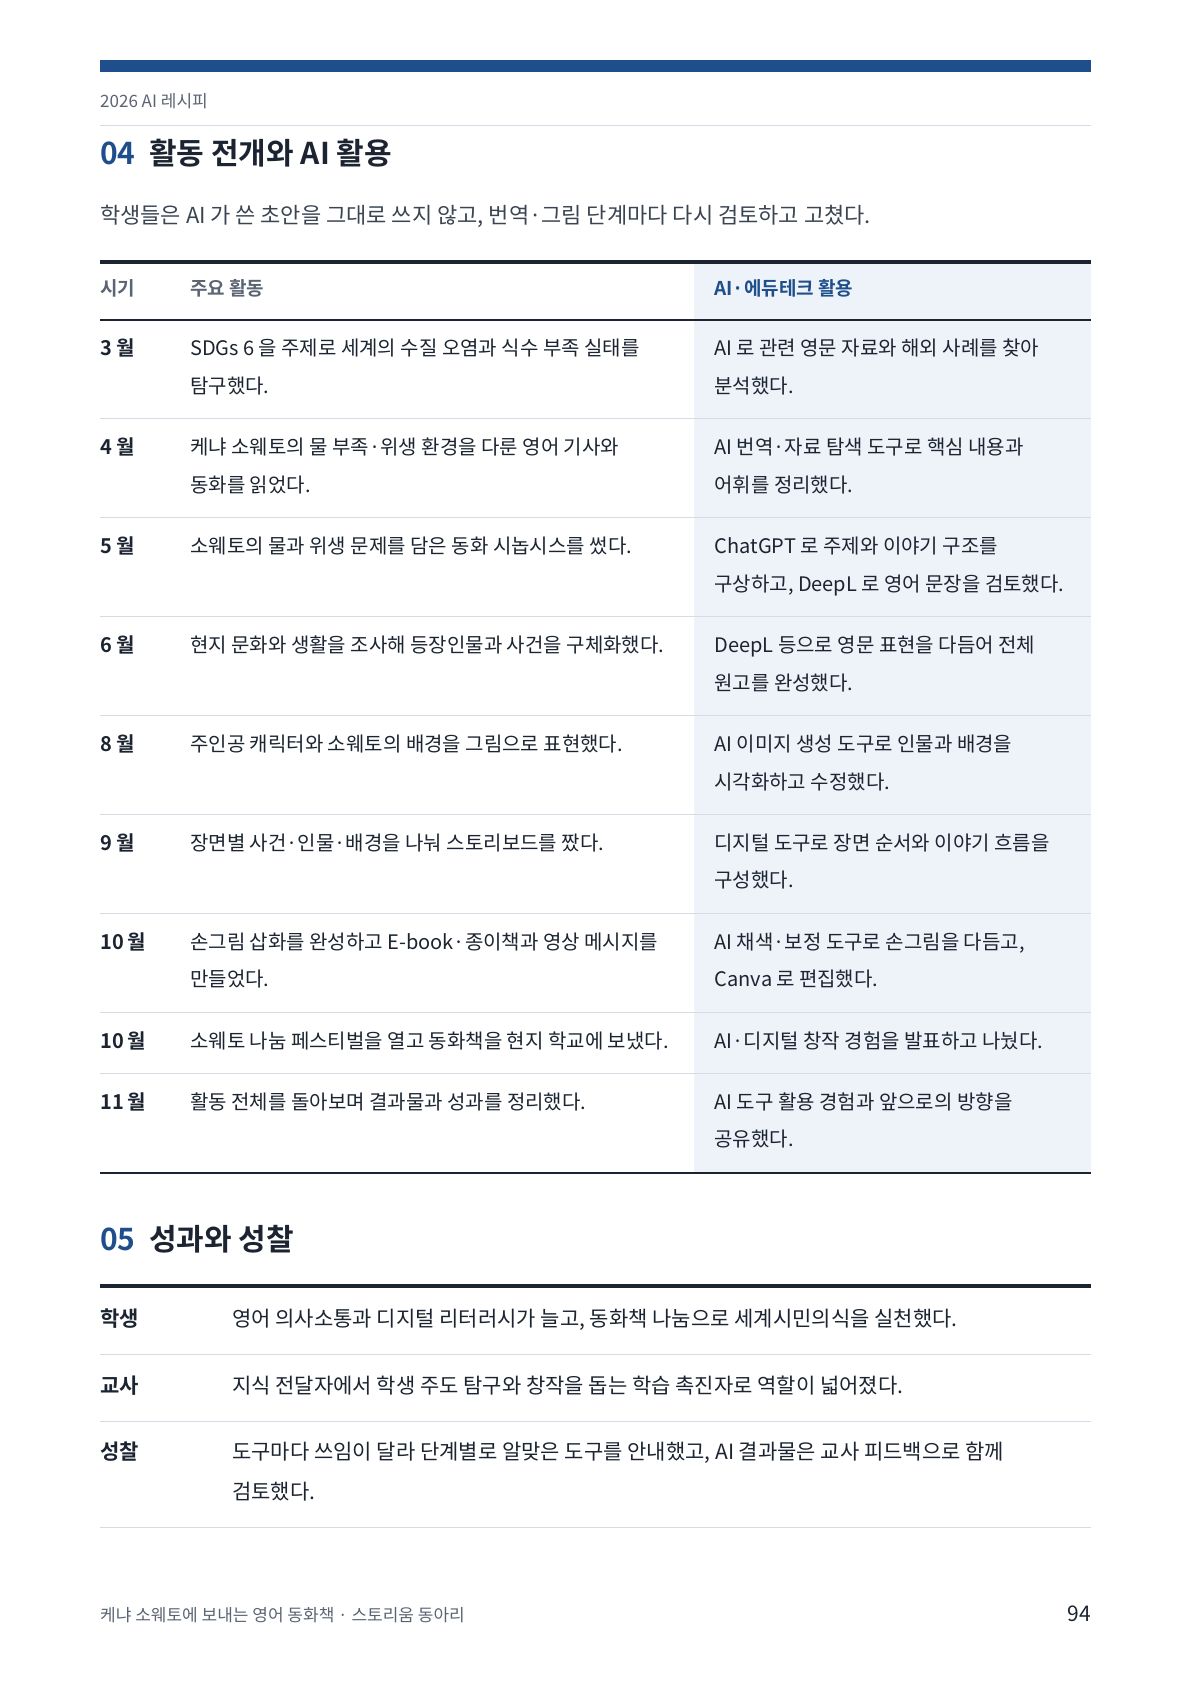 2026 AI 레시피
04 활동 전개와 AI 활용
학생들은 AI 가 쓴 초안을 그대로 쓰지 않고, 번역·그림 단계마다 다시 검토하고 고쳤다.
시기 주요 활동 AI·에듀테크 활용
3 월 SDGs 6 을 주제로 세계의 수질 오염과 식수 부족 실태를 AI 로 관련 영문 자료와 해외 사례를 찾아
탐구했다. 분석했다.
4 월 케냐 소웨토의 물 부족·위생 환경을 다룬 영어 기사와 AI 번역·자료 탐색 도구로 핵심 내용과
동화를 읽었다. 어휘를 정리했다.
5 월 소웨토의 물과 위생 문제를 담은 동화 시놉시스를 썼다. ChatGPT 로 주제와 이야기 구조를
구상하고, DeepL 로 영어 문장을 검토했다.
6 월 현지 문화와 생활을 조사해 등장인물과 사건을 구체화했다. DeepL 등으로 영문 표현을 다듬어 전체
원고를 완성했다.
8 월 주인공 캐릭터와 소웨토의 배경을 그림으로 표현했다. AI 이미지 생성 도구로 인물과 배경을
시각화하고 수정했다.
9 월 장면별 사건·인물·배경을 나눠 스토리보드를 짰다. 디지털 도구로 장면 순서와 이야기 흐름을
구성했다.
10 월 손그림 삽화를 완성하고 E-book·종이책과 영상 메시지를 AI 채색·보정 도구로 손그림을 다듬고,
만들었다. Canva 로 편집했다.
10 월 소웨토 나눔 페스티벌을 열고 동화책을 현지 학교에 보냈다. AI·디지털 창작 경험을 발표하고 나눴다.
11 월 활동 전체를 돌아보며 결과물과 성과를 정리했다. AI 도구 활용 경험과 앞으로의 방향을
공유했다.
05 성과와 성찰
학생 영어 의사소통과 디지털 리터러시가 늘고, 동화책 나눔으로 세계시민의식을 실천했다.
교사 지식 전달자에서 학생 주도 탐구와 창작을 돕는 학습 촉진자로 역할이 넓어졌다.
성찰 도구마다 쓰임이 달라 단계별로 알맞은 도구를 안내했고, AI 결과물은 교사 피드백으로 함께
검토했다.
케냐 소웨토에 보내는 영어 동화책 · 스토리움 동아리 94